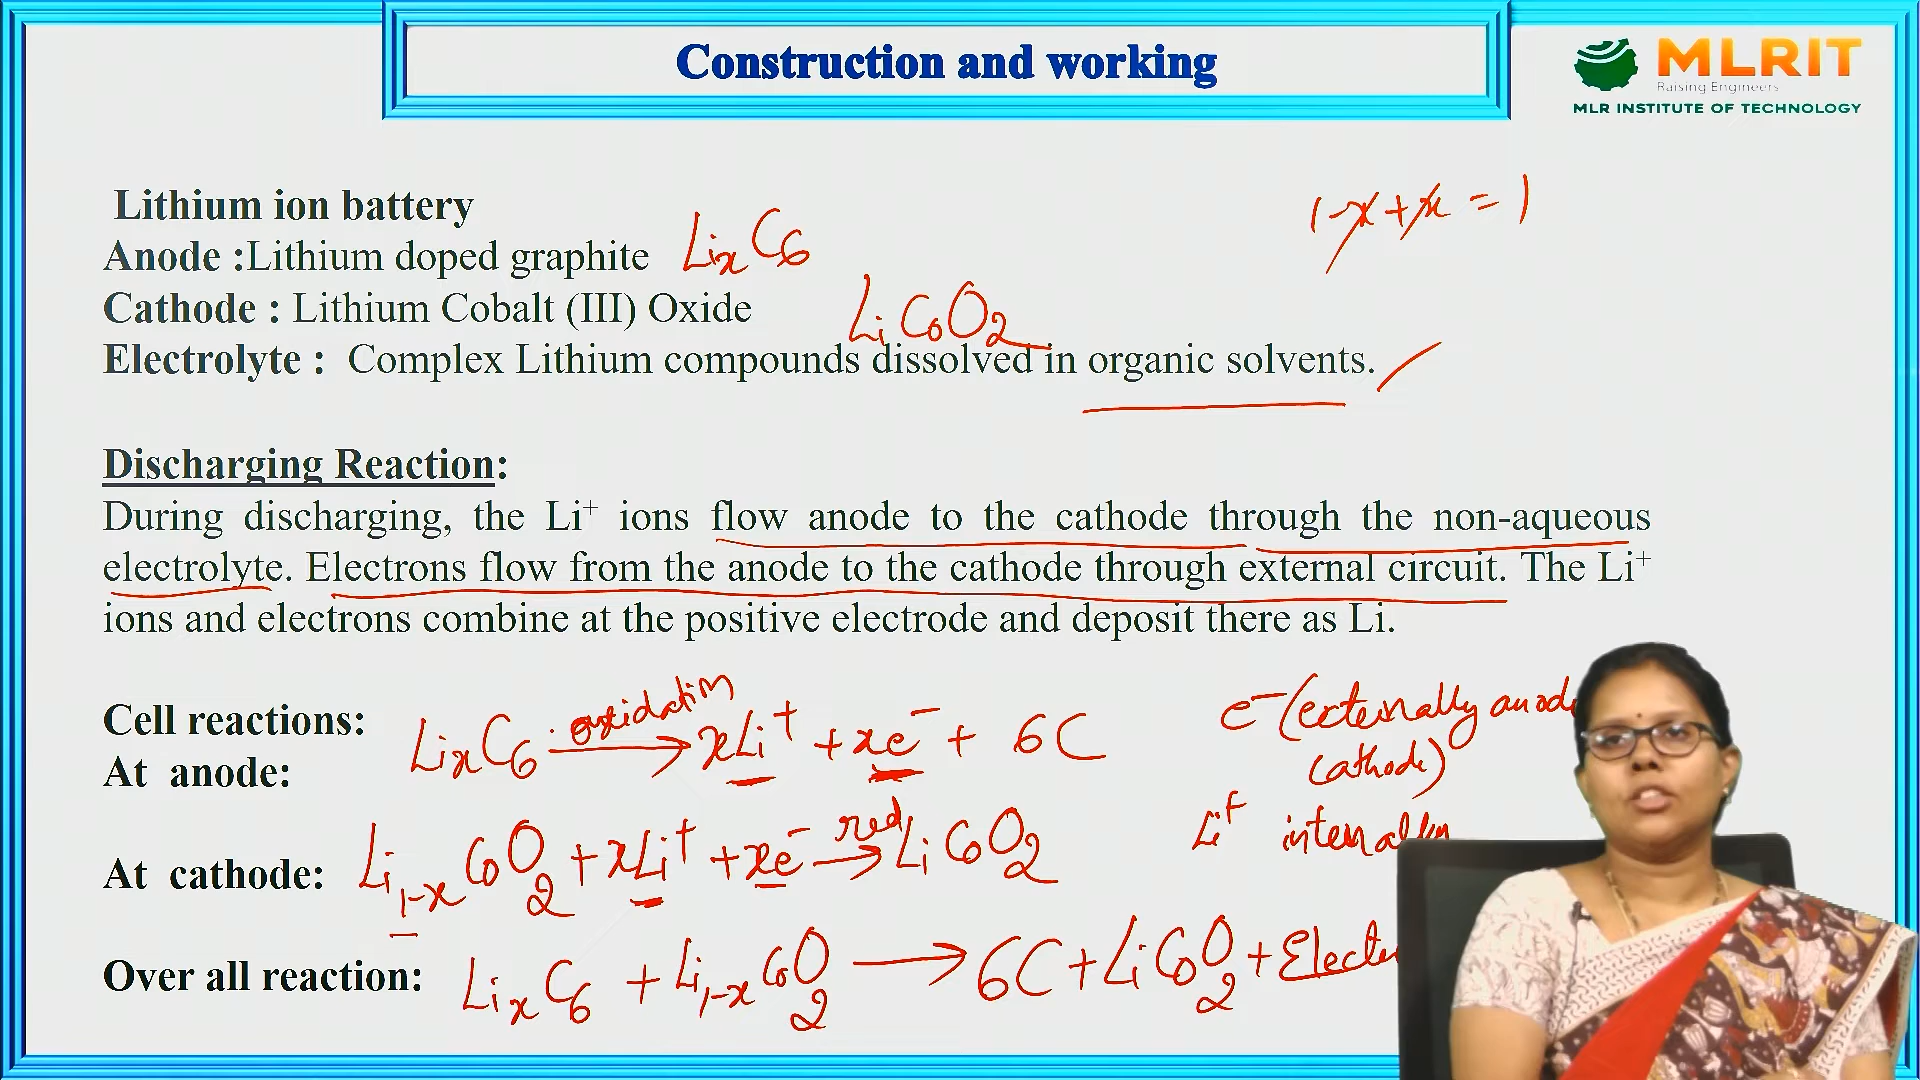 Construction and working
MLRIT
Raising Engineers
MLR INSTITUTE OF TECHNOLOGY
1-x+x = 1
Lithium ion battery
Anode :Lithium doped graphite LixC6
Cathode : Lithium Cobalt (III) Oxide LiCoO2
Electrolyte : Complex Lithium compounds dissolved in organic solvents.
Discharging Reaction:
During discharging, the Li⁺ ions flow anode to the cathode through the non-aqueous
electrolyte. Electrons flow from the anode to the cathode through external circuit. The Li⁺
ions and electrons combine at the positive electrode and deposit there as Li.
Cell reactions:
At anode: LixC6 oxidation → xLi⁺ + xe⁻ + 6C
e⁻ (externally anode
cathode)
Li⁺ internally
At cathode: Li1-xCoO2 + xLi⁺ + xe⁻ red → LiCoO2
Over all reaction: LixC6 + Li1-xCoO2 → 6C + LiCoO2 +